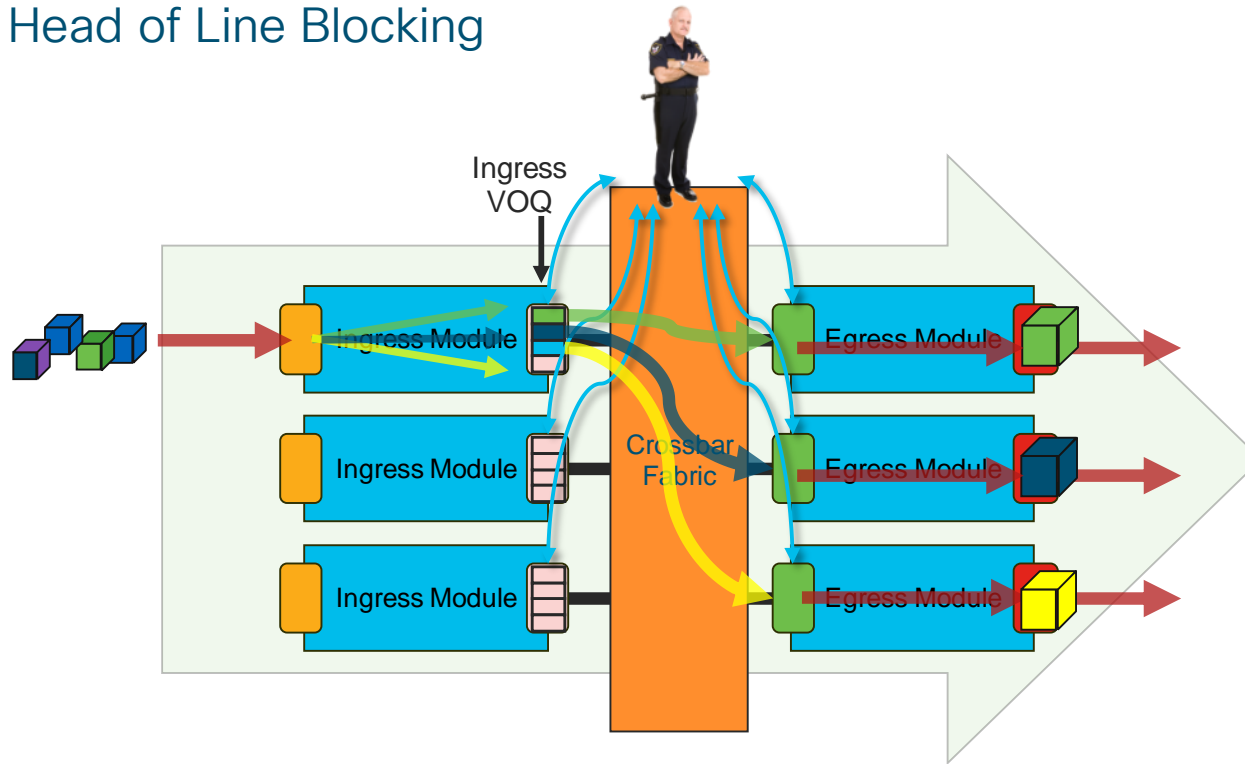 Head of Line Blocking
Ingress
VOQ
Ingress Module
Egress Module
Ingress Module
Crossbar
Fabric
Egress Module
Ingress Module
Egress Module